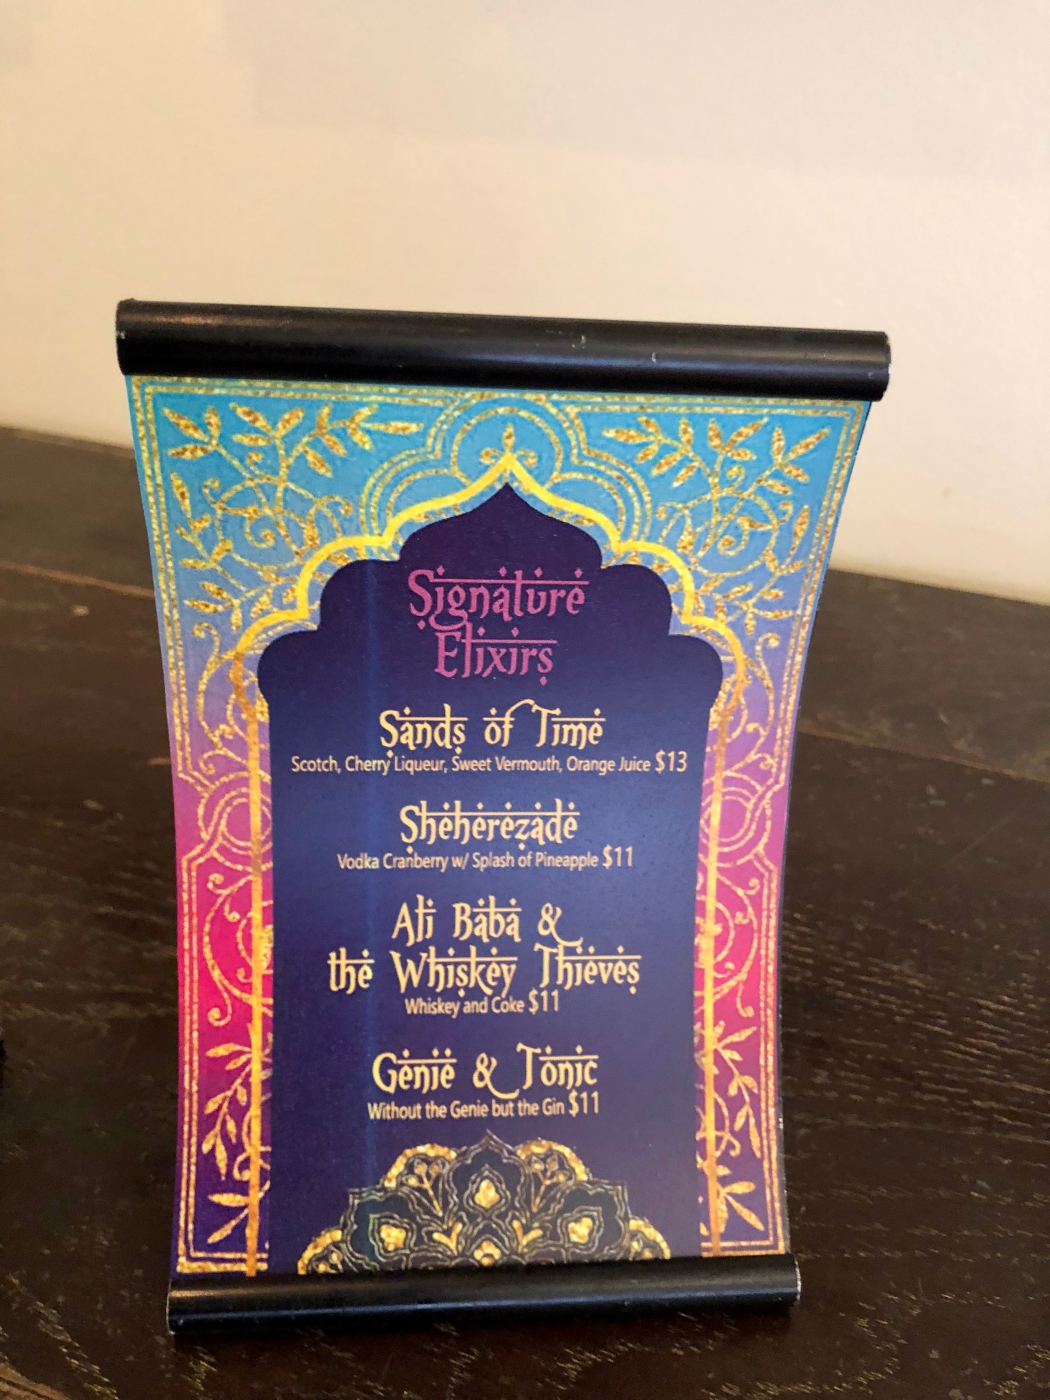 Signature
Elixirs
Sands of Time
Scotch, Cherry Liqueur, Sweet Vermouth, Orange Juice $13
Sheherezade
Vodka Cranberry w/ Splash of Pineapple $11
Ali Baba &
the Whiskey Thieves
Whiskey and Coke $11
Genie & Tonic
Without the Genie but the Gin $11